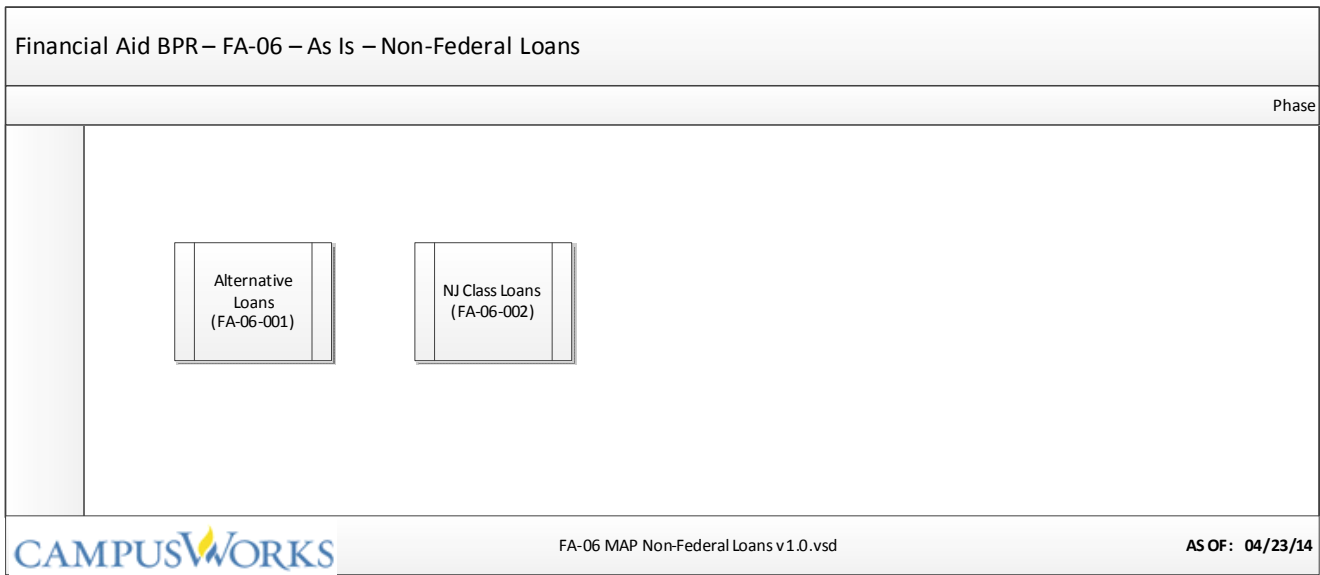 Financial Aid BPR – FA-06 – As Is – Non-Federal Loans
Phase
Alternative
Loans
(FA-06-001)
NJ Class Loans
(FA-06-002)
CAMPUSWORKS
FA-06 MAP Non-Federal Loans v1.0.vsd
AS OF: 04/23/14